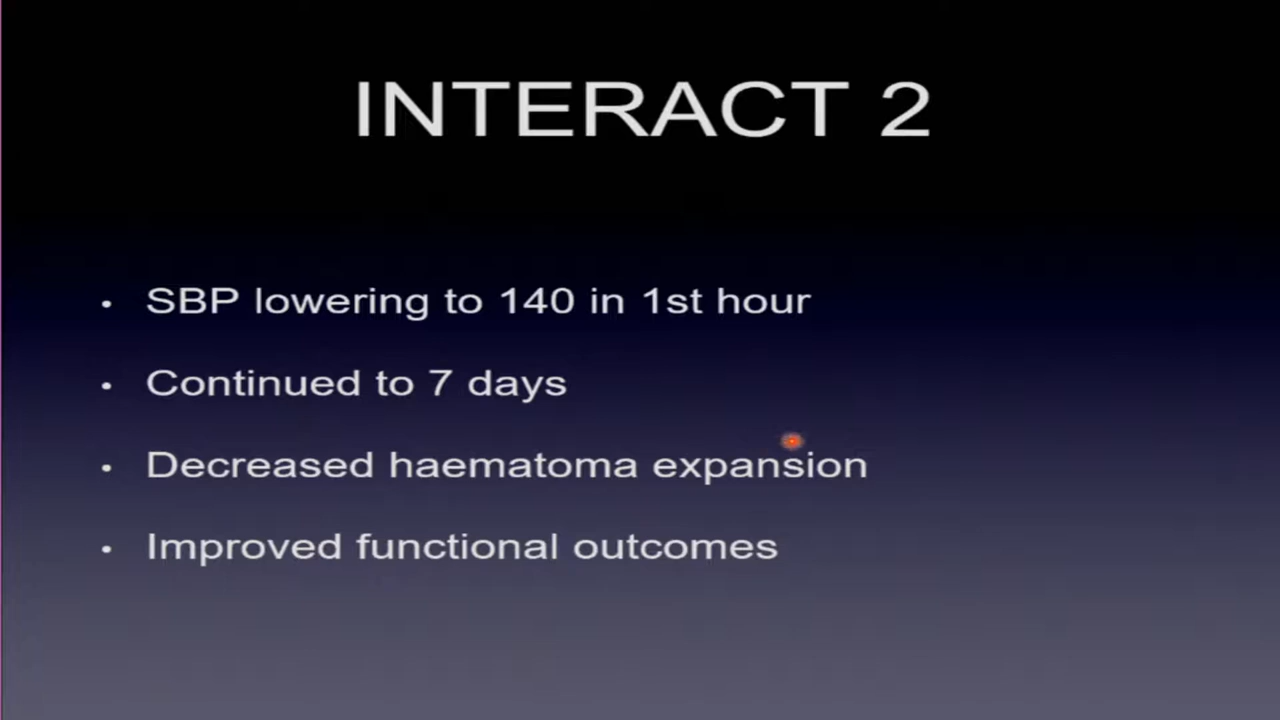 INTERACT 2
• SBP lowering to 140 in 1st hour
• Continued to 7 days
• Decreased haematoma expansion
• Improved functional outcomes